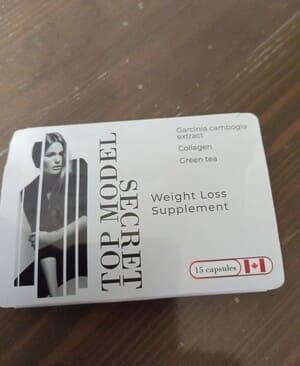 TOP MODEL
SECRET
Garcinia cambogia
extract
Collagen
Green tea
Weight Loss
Supplement
15 capsules